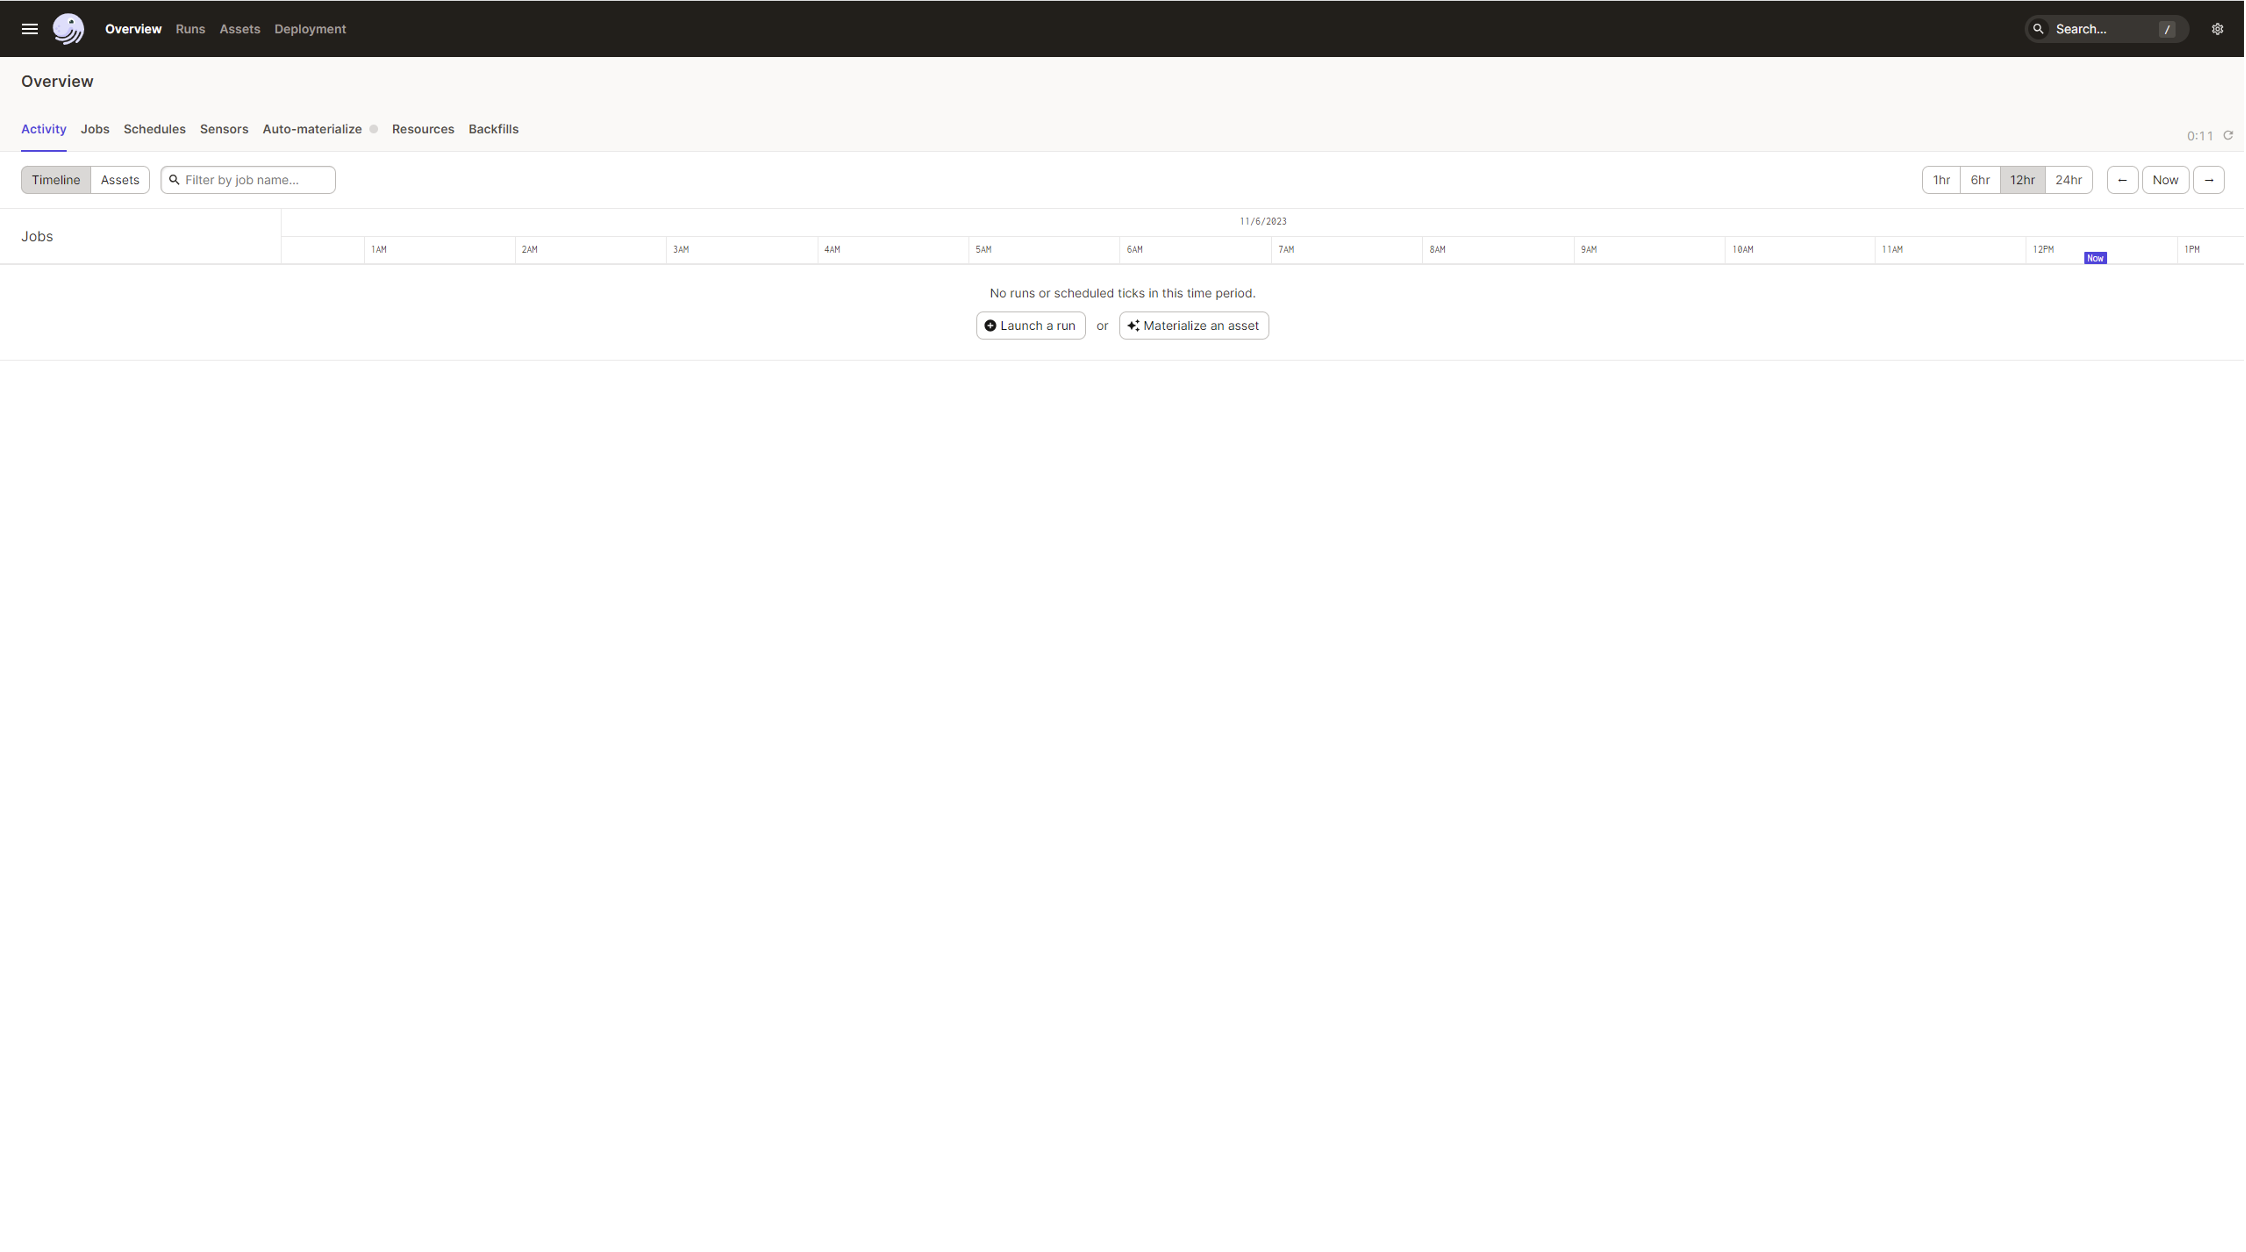 Overview Runs Assets Deployment Search... /
Overview
Activity Jobs Schedules Sensors Auto-materialize Resources Backfills 0:11
Timeline Assets Filter by job name... 1hr 6hr 12hr 24hr ← Now →
11/6/2023
Jobs
1AM 2AM 3AM 4AM 5AM 6AM 7AM 8AM 9AM 10AM 11AM 12PM 1PM
Now
No runs or scheduled ticks in this time period.
Launch a run or Materialize an asset